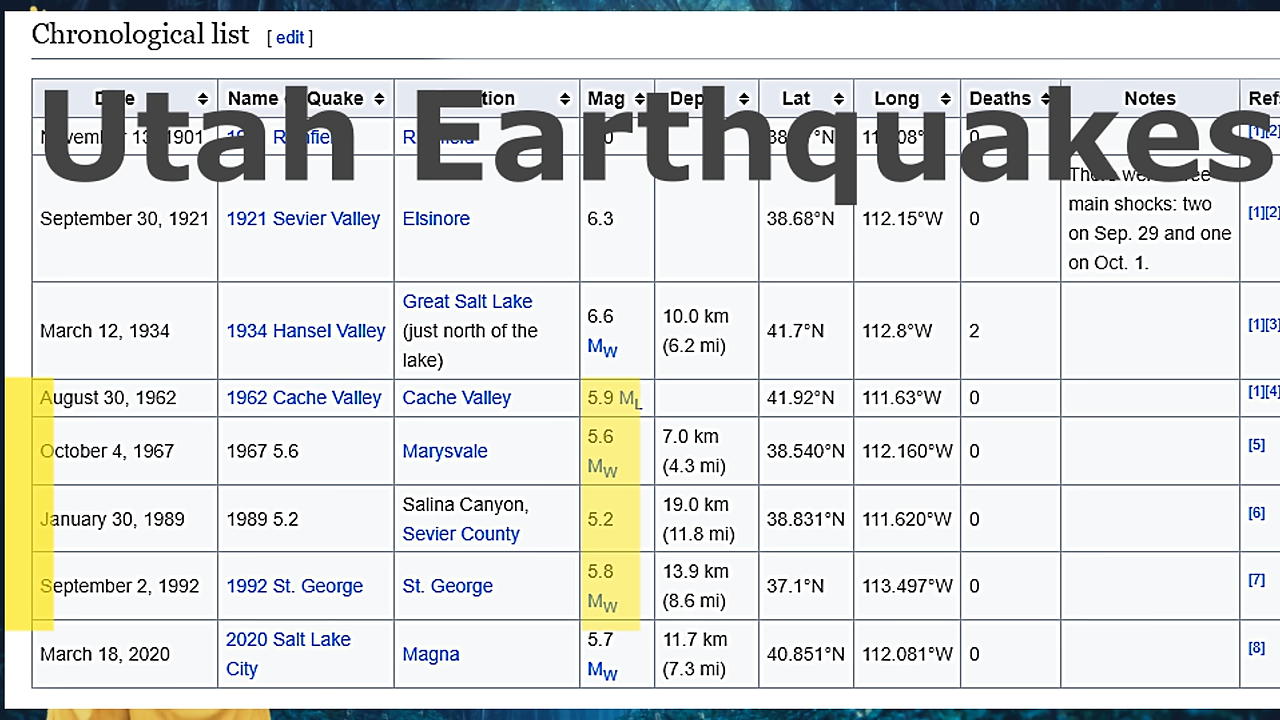 Chronological list [ edit ]
Utah Earthquakes
Name Quake Mag Lat Long Deaths Notes
1901 0
September 30, 1921 1921 Sevier Valley Elsinore 6.3 38.68°N 112.15°W 0 main shocks: two on Sep. 29 and one on Oct. 1. [1][2]
March 12, 1934 1934 Hansel Valley Great Salt Lake (just north of the lake) 6.6 MW 10.0 km (6.2 mi) 41.7°N 112.8°W 2 [1][3]
August 30, 1962 1962 Cache Valley Cache Valley 5.9 ML 41.92°N 111.63°W 0 [1][4]
October 4, 1967 1967 5.6 Marysvale 5.6 MW 7.0 km (4.3 mi) 38.540°N 112.160°W 0 [5]
January 30, 1989 1989 5.2 Salina Canyon, Sevier County 5.2 19.0 km (11.8 mi) 38.831°N 111.620°W 0 [6]
September 2, 1992 1992 St. George St. George 5.8 MW 13.9 km (8.6 mi) 37.1°N 113.497°W 0 [7]
March 18, 2020 2020 Salt Lake City Magna 5.7 MW 11.7 km (7.3 mi) 40.851°N 112.081°W 0 [8]